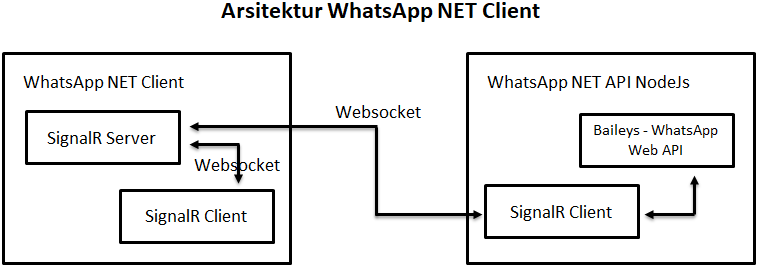 Arsitektur WhatsApp NET Client
WhatsApp NET Client
SignalR Server
Websocket
SignalR Client
Websocket
WhatsApp NET API NodeJs
Baileys - WhatsApp
Web API
SignalR Client